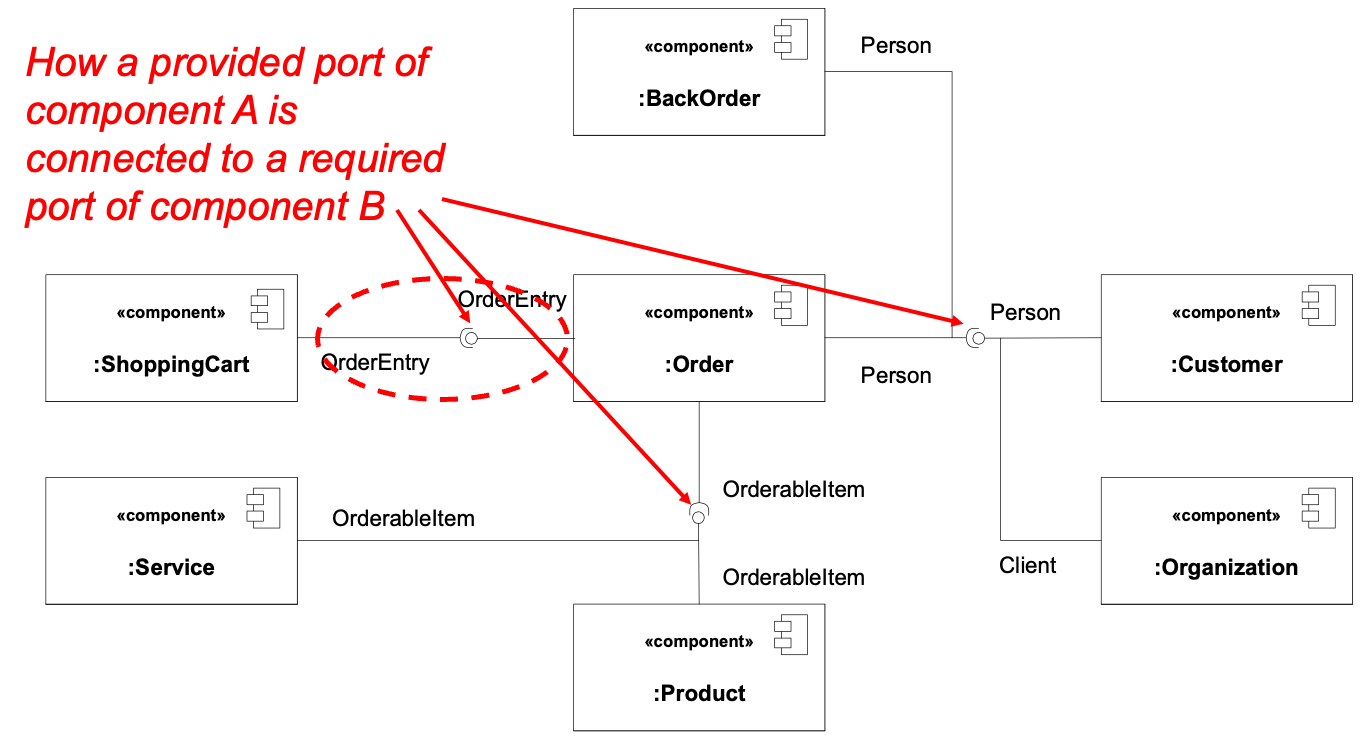 How a provided port of
component A is
connected to a required
port of component B
«component»
:BackOrder
Person
«component»
:ShoppingCart
OrderEntry
OrderEntry
«component»
:Order
Person
Person
«component»
:Customer
«component»
:Service
OrderableItem
OrderableItem
OrderableItem
Client
«component»
:Organization
«component»
:Product